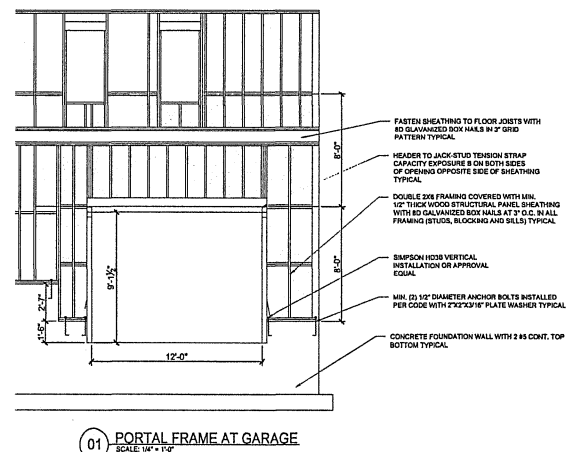 FASTEN SHEATHING TO FLOOR JOISTS WITH
8D GLAVANIZED BOX NAILS IN 3" GRID
PATTERN TYPICAL
HEADER TO JACK-STUD TENSION STRAP
CAPACITY EXPOSURE B ON BOTH SIDES
OF OPENING OPPOSITE SIDE OF SHEATHING
TYPICAL
DOUBLE 2X6 FRAMING COVERED WITH MIN.
1/2" THICK WOOD STRUCTURAL PANEL SHEATHING
WITH 8D GALVANIZED BOX NAILS AT 3" O.C. IN ALL
FRAMING (STUDS, BLOCKING AND SILLS) TYPICAL
SIMPSON HD3B VERTICAL
INSTALLATION OR APPROVAL
EQUAL
MIN. (2) 1/2" DIAMETER ANCHOR BOLTS INSTALLED
PER CODE WITH 2"X2"X3/16" PLATE WASHER TYPICAL
CONCRETE FOUNDATION WALL WITH 2 #5 CONT. TOP
BOTTOM TYPICAL
8'-0"
8'-0"
9'-1½"
2'-7"
1'-6"
12'-0"
01 PORTAL FRAME AT GARAGE
SCALE: 1/4" = 1'-0"